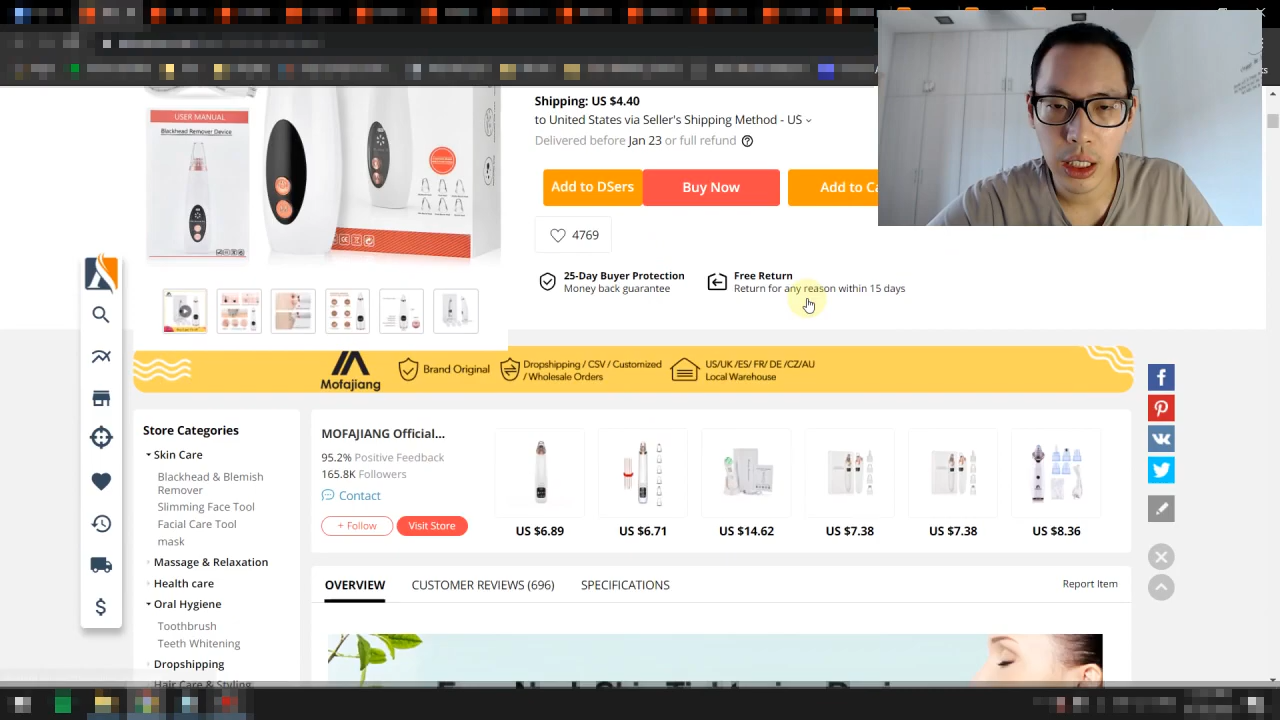 USER MANUAL
Blackhead Remover Device
Shipping: US $4.40
to United States via Seller's Shipping Method - US
Delivered before Jan 23 or full refund
Add to DSers
Buy Now
Add to Ca
4769
25-Day Buyer Protection
Money back guarantee
Free Return
Return for any reason within 15 days
Mofajiang
Brand Original
Dropshipping / CSV / Customized
/ Wholesale Orders
US/UK /ES/ FR/ DE /CZ/AU
Local Warehouse
Store Categories
Skin Care
Blackhead & Blemish
Remover
Slimming Face Tool
Facial Care Tool
mask
Massage & Relaxation
Health care
Oral Hygiene
Toothbrush
Teeth Whitening
Dropshipping
Hair Care & Styling
MOFAJIANG Official...
95.2% Positive Feedback
165.8K Followers
Contact
+ Follow
Visit Store
US $6.89
US $6.71
US $14.62
US $7.38
US $7.38
US $8.36
OVERVIEW
CUSTOMER REVIEWS (696)
SPECIFICATIONS
Report Item